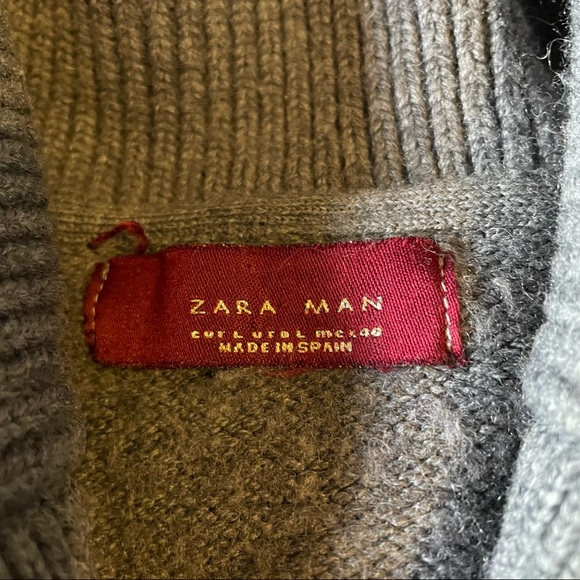 ZARA MAN
EUR L USA L MEX 40
MADE IN SPAIN